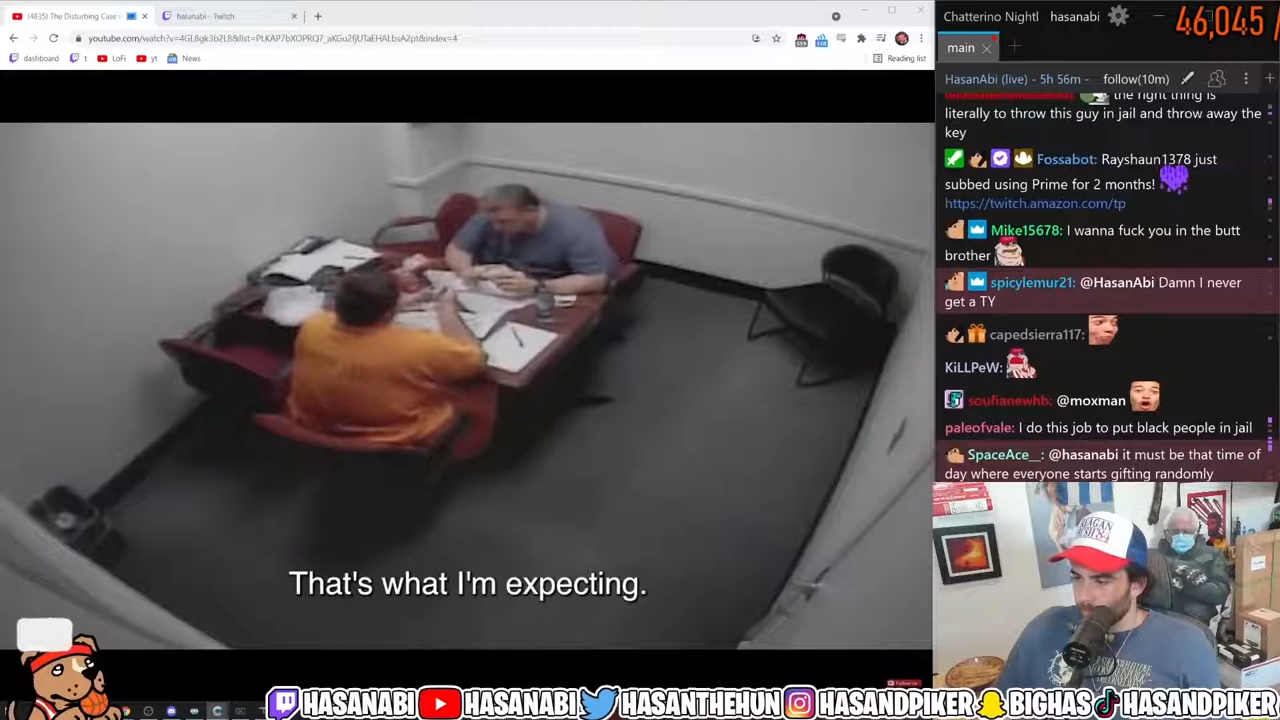 (4835) The Disturbing Case
hasanabi - Twitch
youtube.com/watch?v=4GL8gk3b2L8&list=PLKAP7bXOPRQ7_aKGu2fjUTaEHALbsA2pt&index=4
Reading list
dashboard
t
LoFi
yt
News
That's what I'm expecting.
Chatterino Nightl
hasanabi
46,045 /
main
HasanAbi (live) - 5h 56m -
follow(10m)
the right thing is
literally to throw this guy in jail and throw away the
key
Fossabot: Rayshaun1378 just
subbed using Prime for 2 months!
https://twitch.amazon.com/tp
Mike15678: I wanna fuck you in the butt
brother
spicylemur21: @HasanAbi Damn I never
get a TY
capedsierra117:
KiLLPeW:
soufianewhb: @moxman
paleofvale: I do this job to put black people in jail
SpaceAce__: @hasanabi it must be that time of
day where everyone starts gifting randomly
HASANABI
HASANABI
HASANTHEHUN
HASANDPIKER
BIGHAS
HASANDPIKER